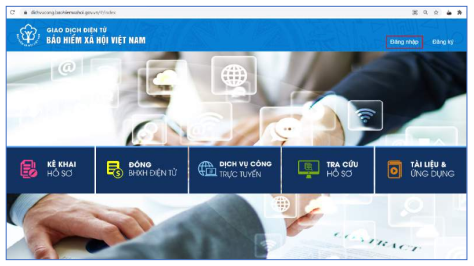 dichvucong.baohiemxahoi.gov.vn/#/index
GIAO DỊCH ĐIỆN TỬ
BẢO HIỂM XÃ HỘI VIỆT NAM
Đăng nhập
Đăng ký
KÊ KHAI
HỒ SƠ
ĐÓNG
BHXH ĐIỆN TỬ
DỊCH VỤ CÔNG
TRỰC TUYẾN
TRA CỨU
HỒ SƠ
TÀI LIỆU &
ỨNG DỤNG
CONTRACT